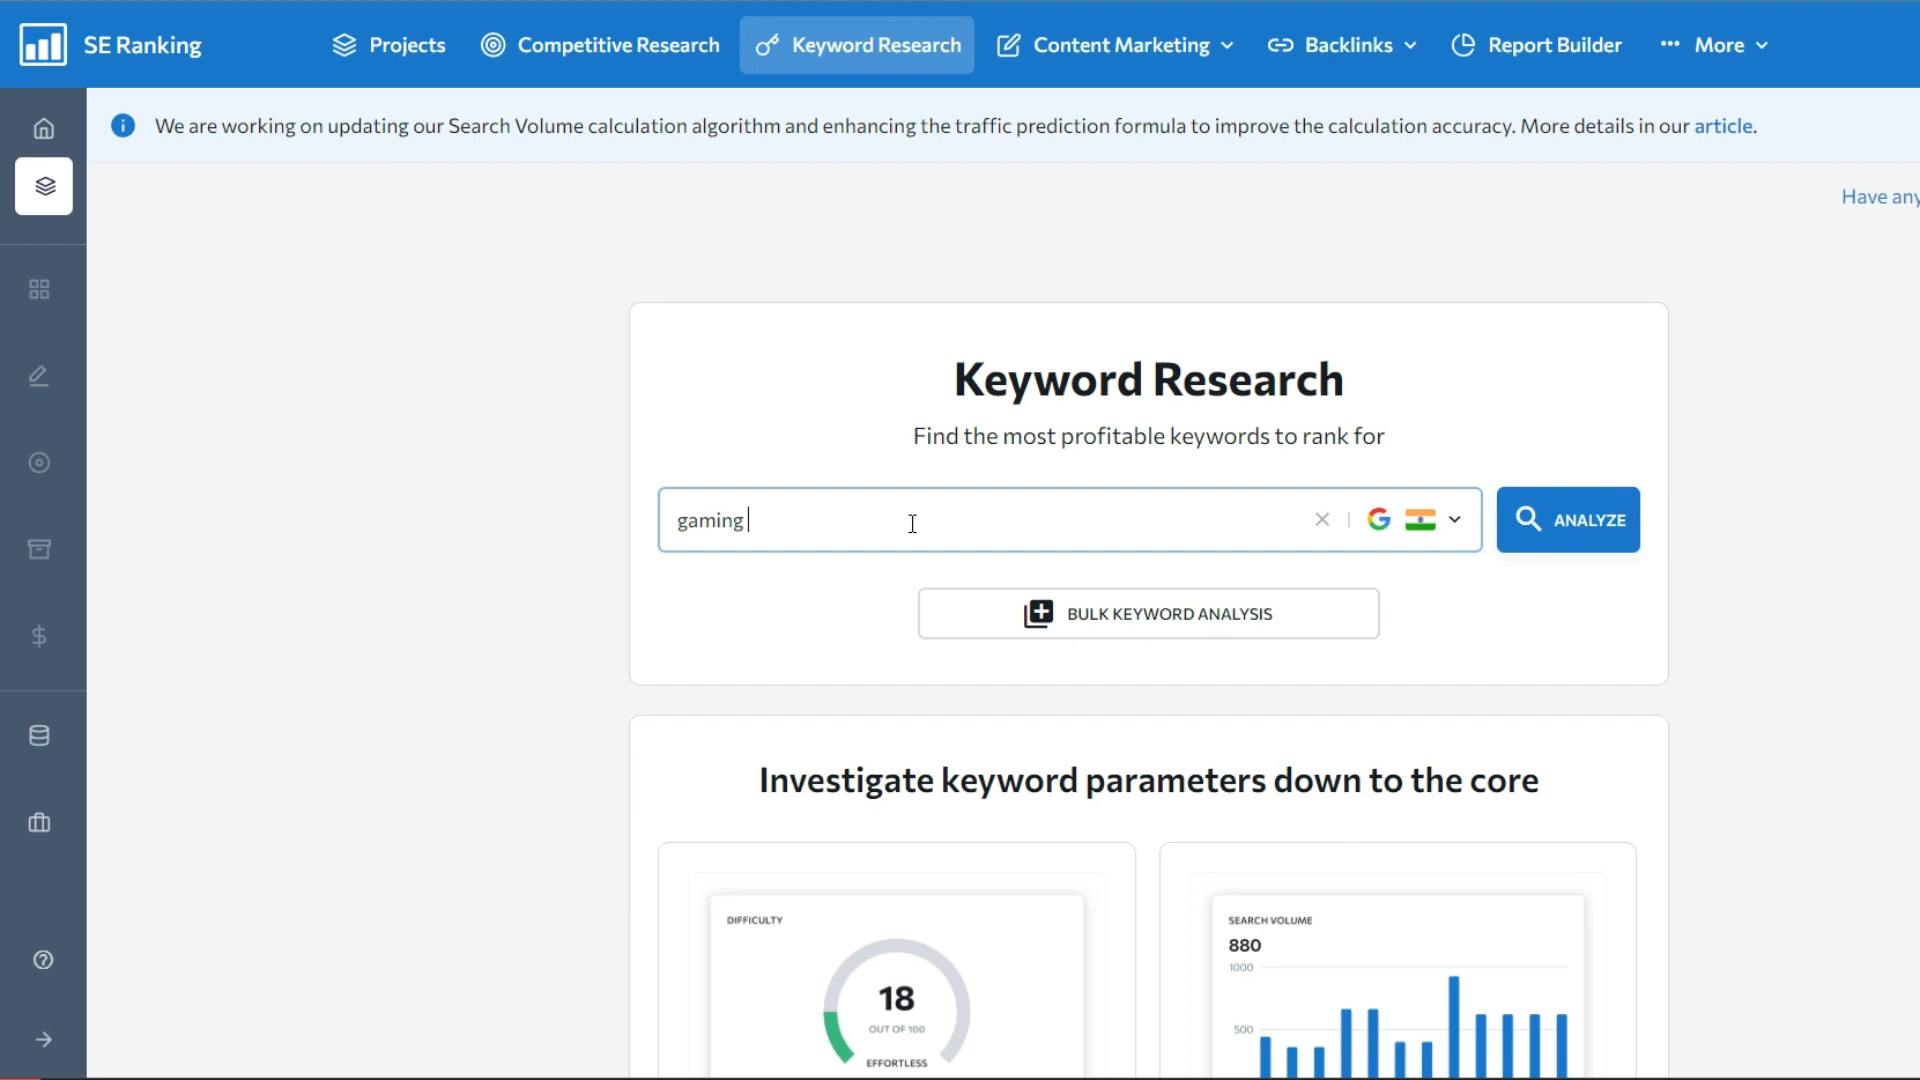 SE Ranking
Projects
Competitive Research
Keyword Research
Content Marketing
Backlinks
Report Builder
More
We are working on updating our Search Volume calculation algorithm and enhancing the traffic prediction formula to improve the calculation accuracy. More details in our article.
Have any
Keyword Research
Find the most profitable keywords to rank for
gaming
ANALYZE
BULK KEYWORD ANALYSIS
Investigate keyword parameters down to the core
DIFFICULTY
18
OUT OF 100
EFFORTLESS
SEARCH VOLUME
880
1000
500